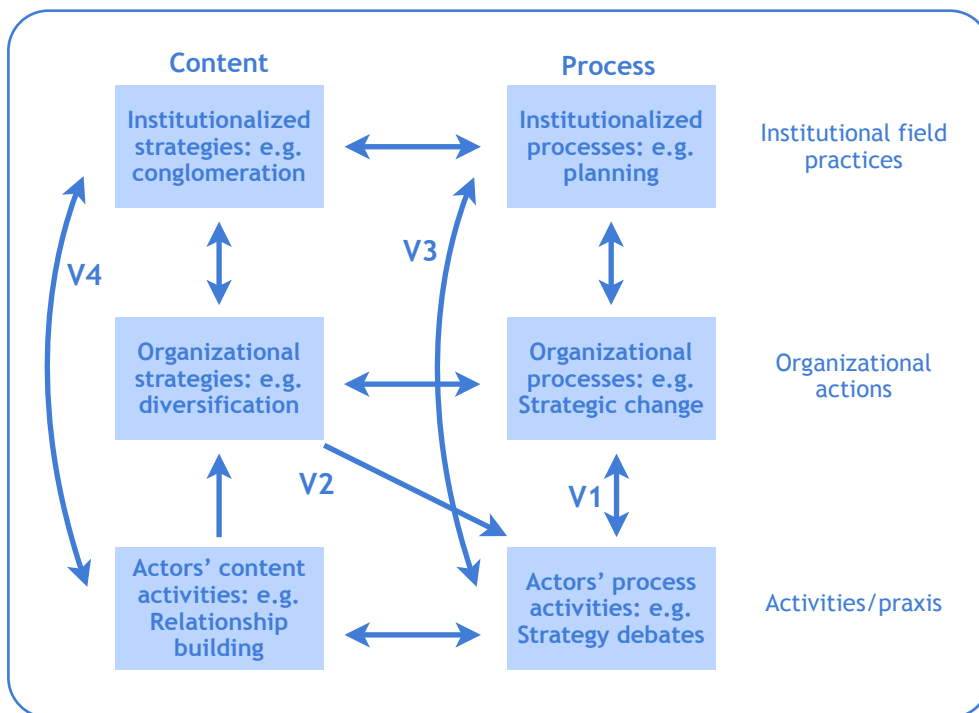 Content
Process
Institutionalized
strategies: e.g.
conglomeration
Institutionalized
processes: e.g.
planning
Institutional field
practices
V4
V3
Organizational
strategies: e.g.
diversification
Organizational
processes: e.g.
Strategic change
Organizational
actions
V2
V1
Actors’ content
activities: e.g.
Relationship
building
Actors’ process
activities: e.g.
Strategy debates
Activities/praxis